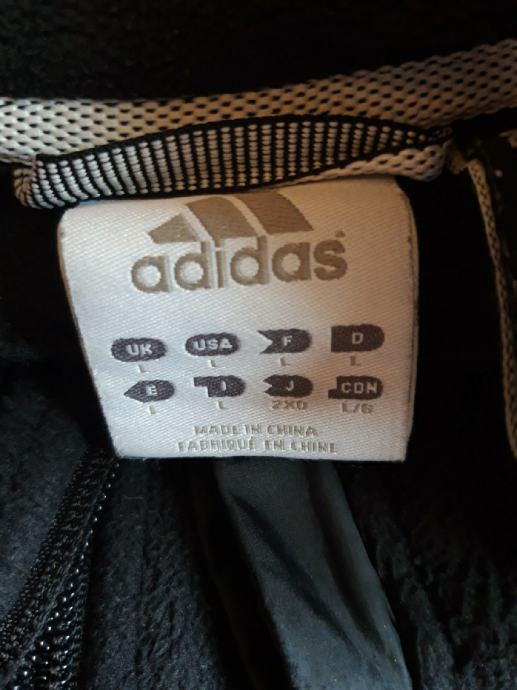 adidas
UK USA F D
L L L L
E I J CDN
L L 2XO L/G
MADE IN CHINA
FABRIQUÉ EN CHINE